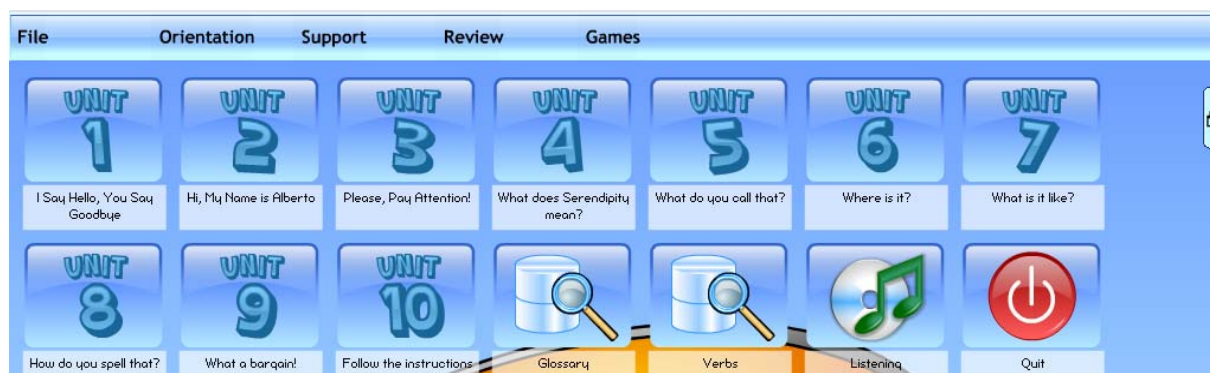 File Orientation Support Review Games
UNIT 1
UNIT 2
UNIT 3
UNIT 4
UNIT 5
UNIT 6
UNIT 7
I Say Hello, You Say
Goodbye
Hi, My Name is Alberto
Please, Pay Attention!
What does Serendipity
mean?
What do you call that?
Where is it?
What is it like?
UNIT 8
UNIT 9
UNIT 10
How do you spell that?
What a bargain!
Follow the instructions
Glossary
Verbs
Listening
Quit